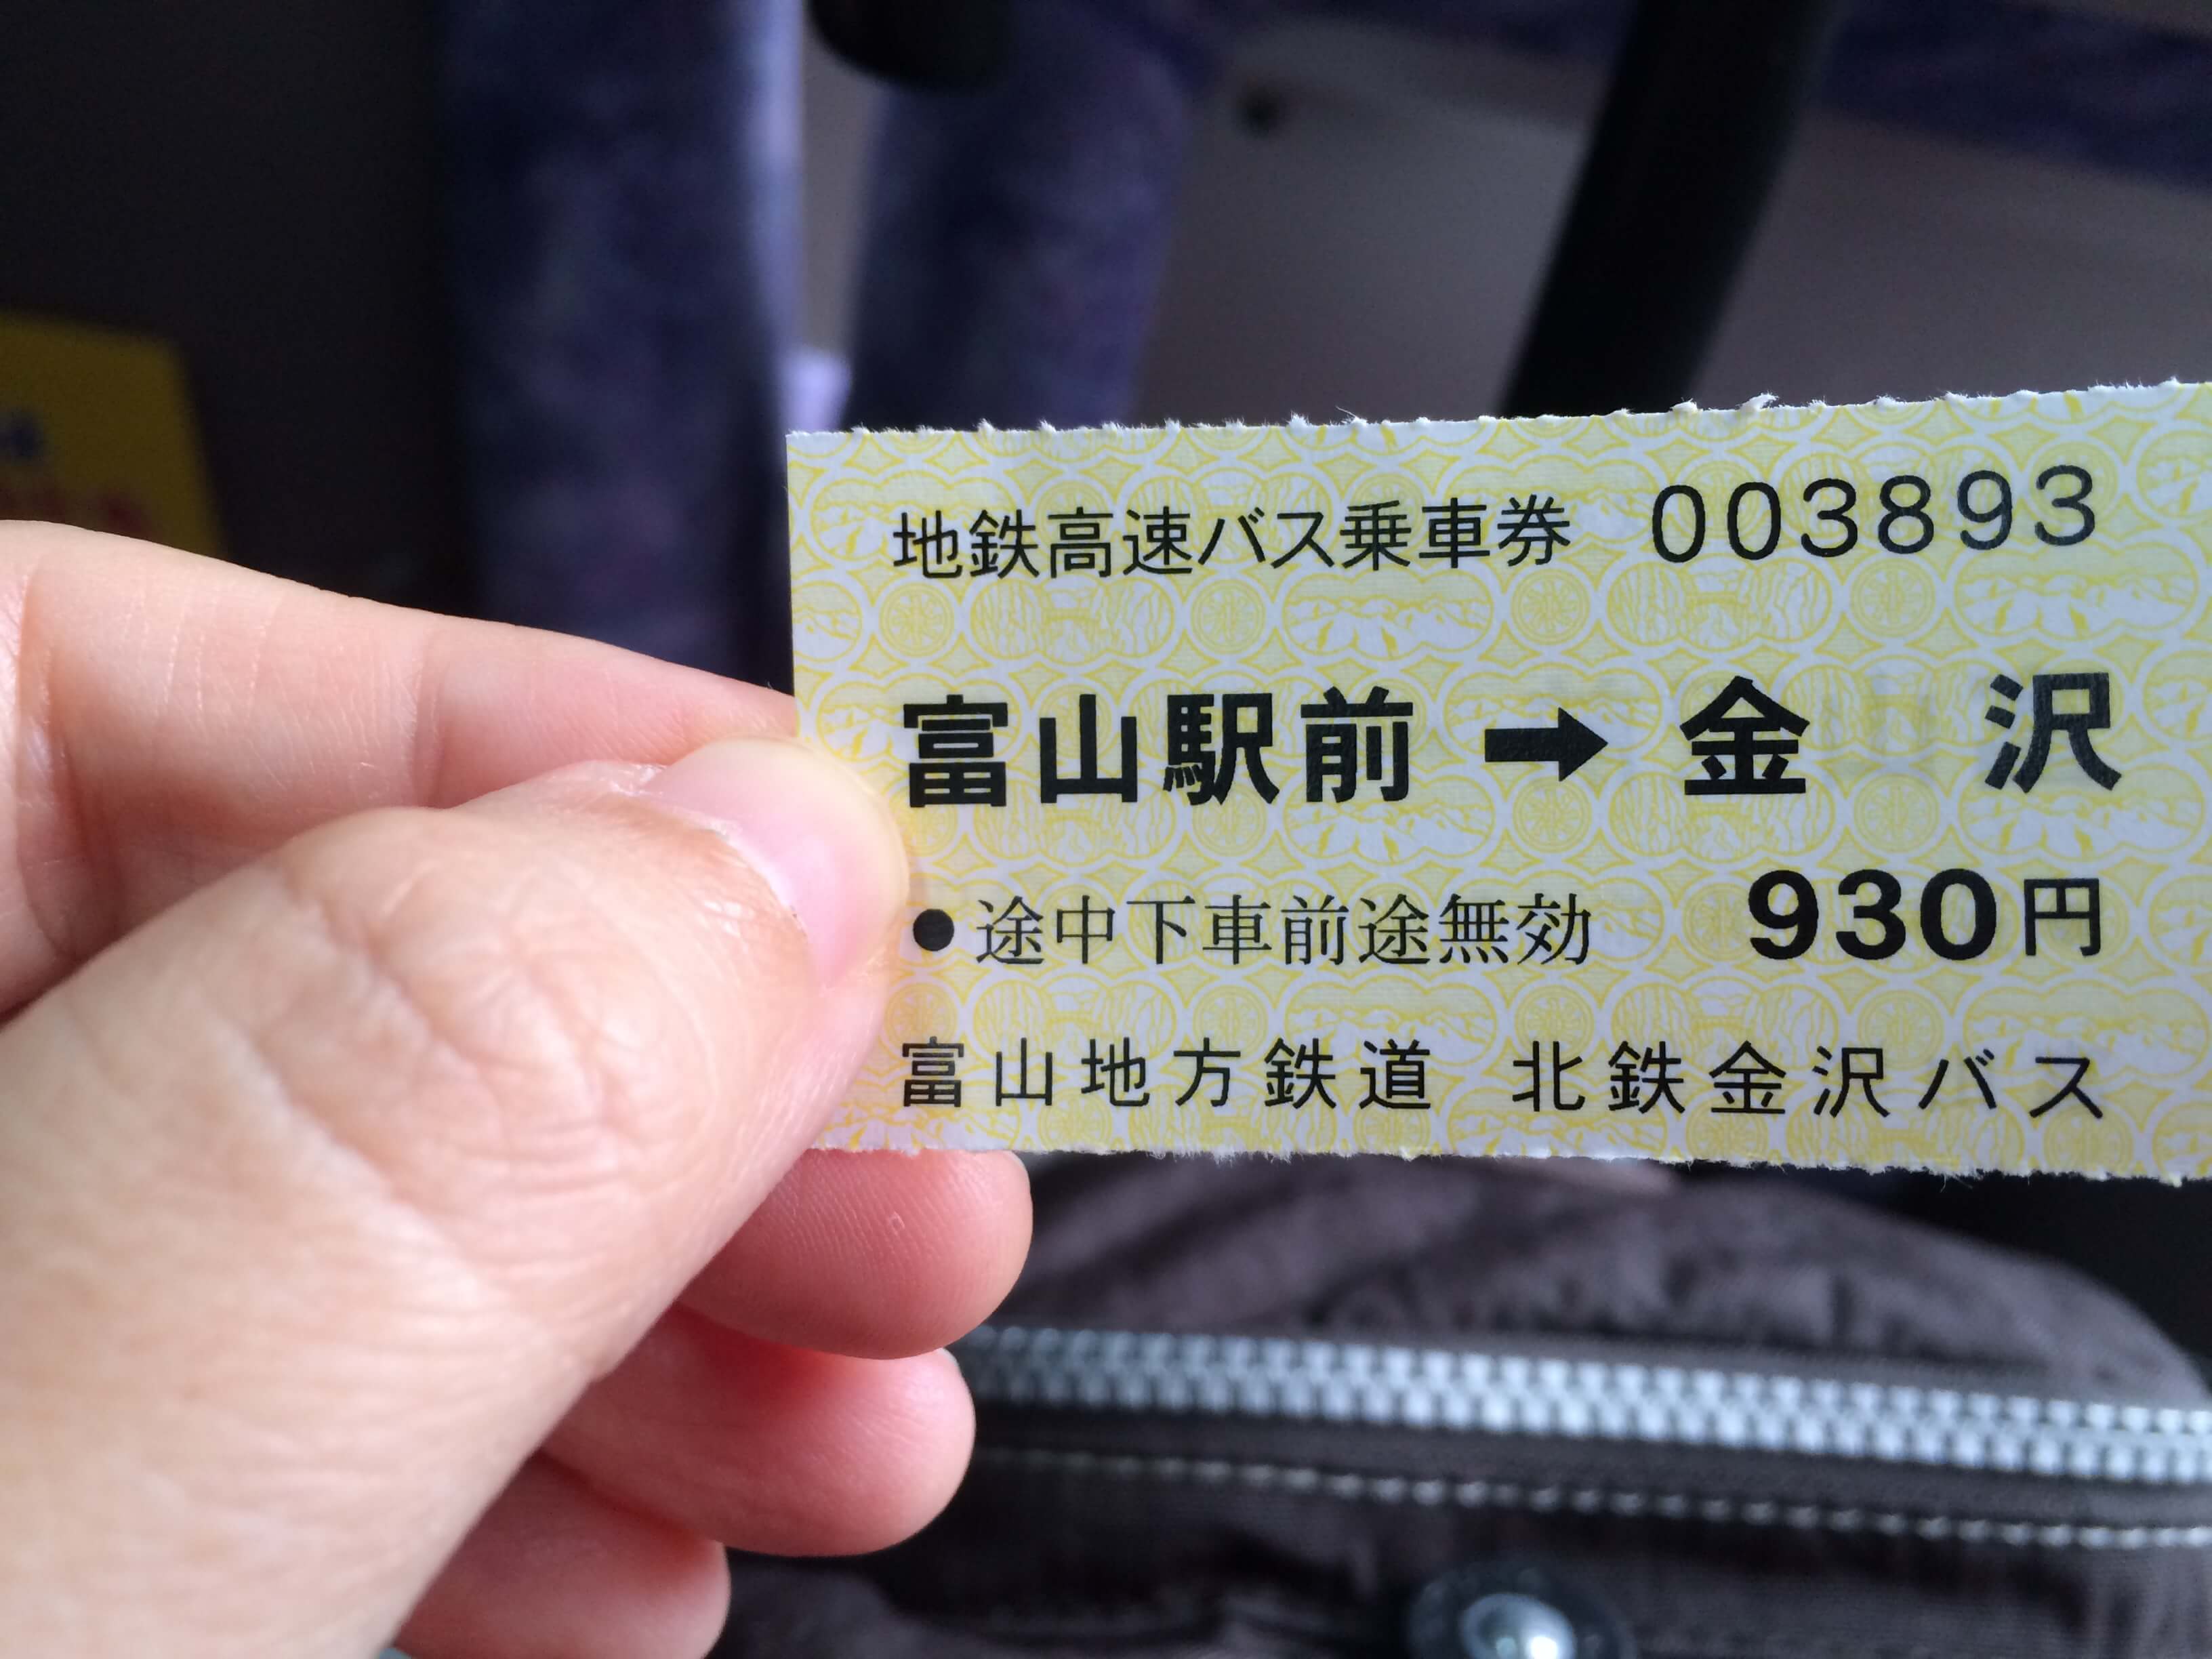 地鉄高速バス乗車券 003893
富山駅前 ➡ 金 沢
●途中下車前途無効 930円
富山地方鉄道 北鉄金沢バス